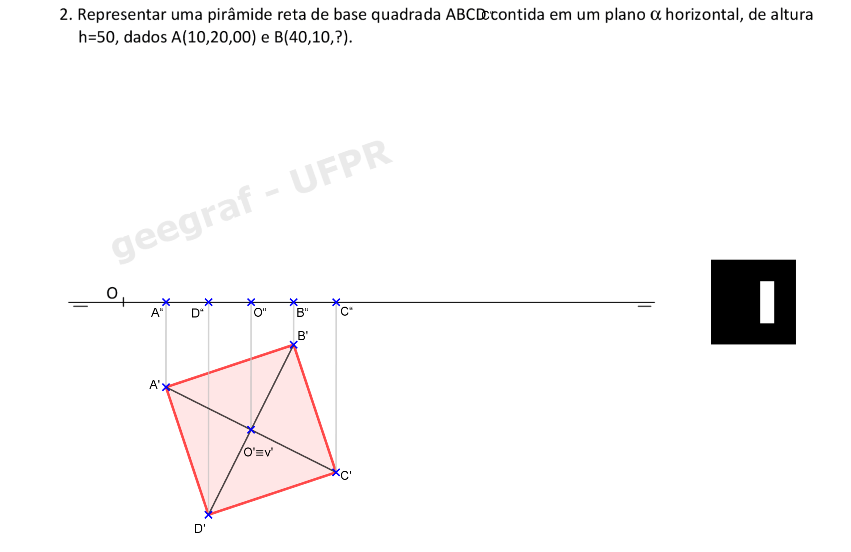 2. Representar uma pirâmide reta de base quadrada ABCD contida em um plano α horizontal, de altura
h=50, dados A(10,20,00) e B(40,10,?).
geegraf - UFPR
O
A" D" O" B" C"
B'
A'
O'≡v'
C'
D'